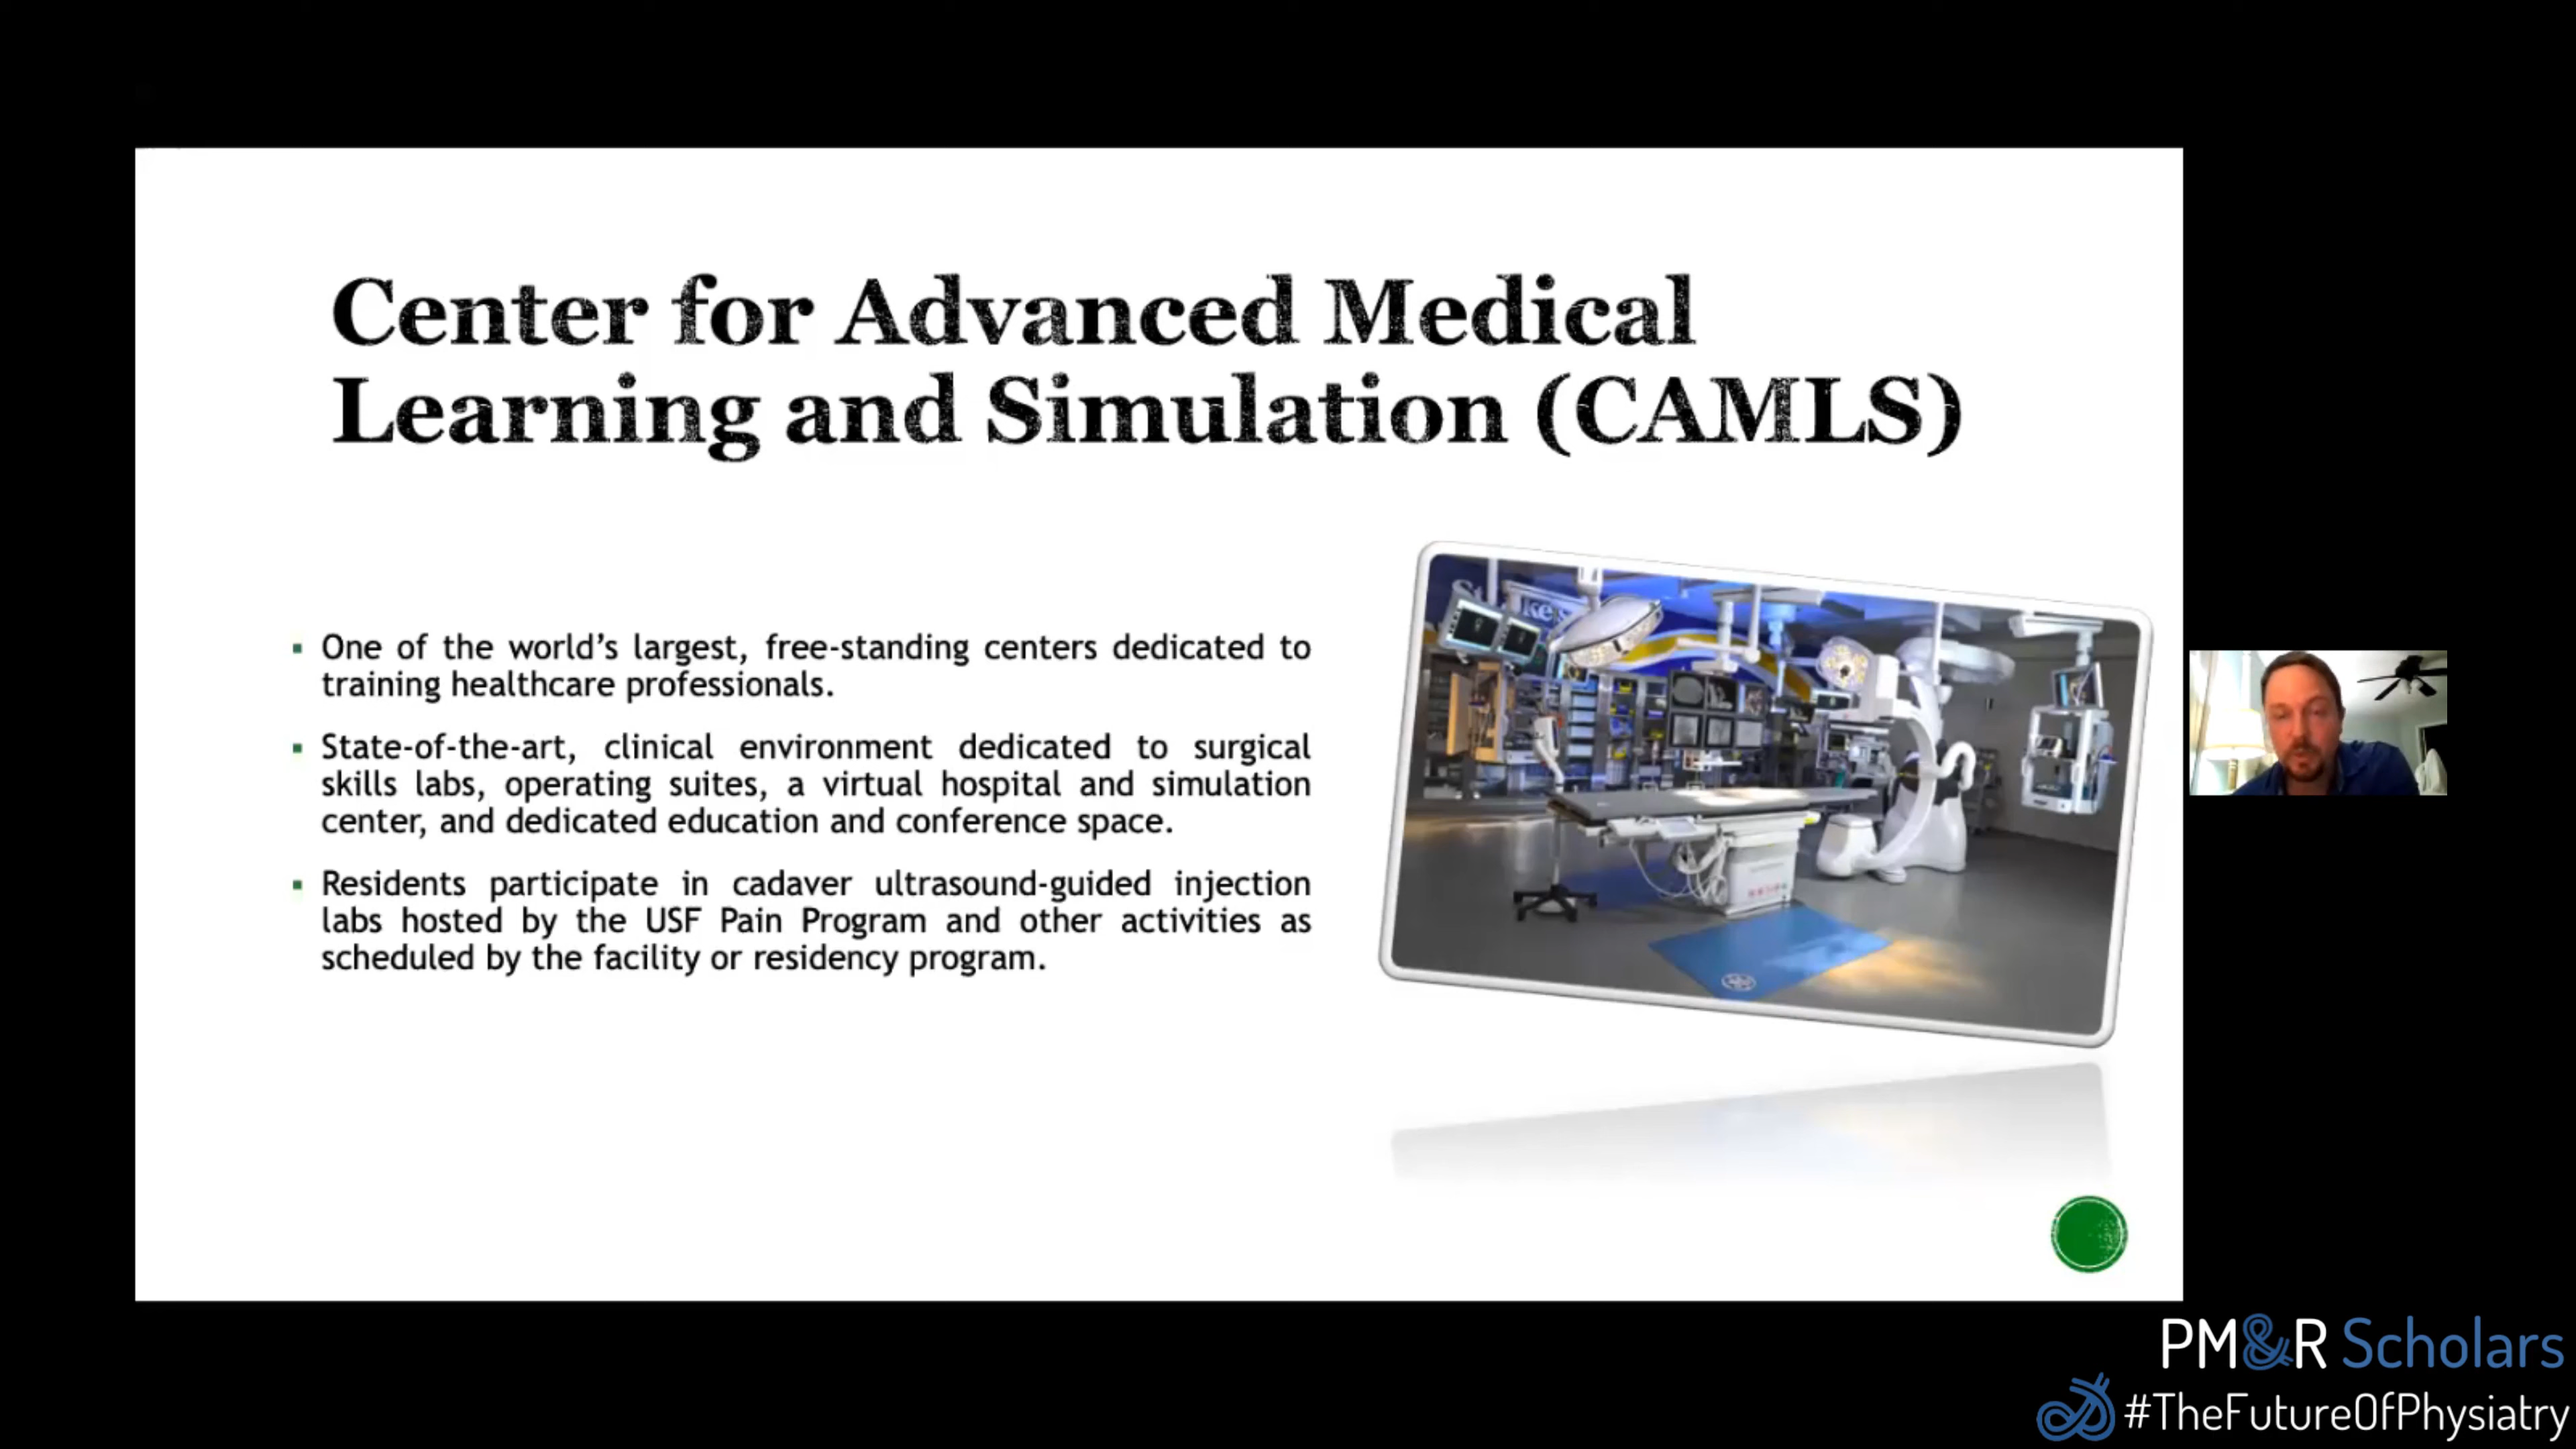 Center for Advanced Medical
Learning and Simulation (CAMLS)
▪ One of the world’s largest, free-standing centers dedicated to
training healthcare professionals.
▪ State-of-the-art, clinical environment dedicated to surgical
skills labs, operating suites, a virtual hospital and simulation
center, and dedicated education and conference space.
▪ Residents participate in cadaver ultrasound-guided injection
labs hosted by the USF Pain Program and other activities as
scheduled by the facility or residency program.
PM&R Scholars
#TheFutureOfPhysiatry